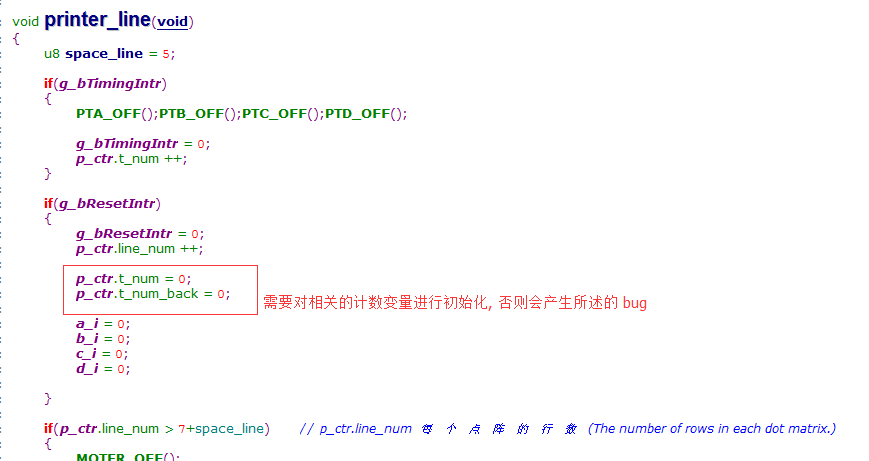 void printer_line(void)
{
u8 space_line = 5;
if(g_bTimingIntr)
{
PTA_OFF();PTB_OFF();PTC_OFF();PTD_OFF();
g_bTimingIntr = 0;
p_ctr.t_num ++;
}
if(g_bResetIntr)
{
g_bResetIntr = 0;
p_ctr.line_num ++;
p_ctr.t_num = 0;
p_ctr.t_num_back = 0;
需要对相关的计数变量进行初始化, 否则会产生所述的 bug
a_i = 0;
b_i = 0;
c_i = 0;
d_i = 0;
}
if(p_ctr.line_num > 7+space_line) // p_ctr.line_num 每 个 点 阵 的 行 数 (The number of rows in each dot matrix.)
{
MOTER_OFF();